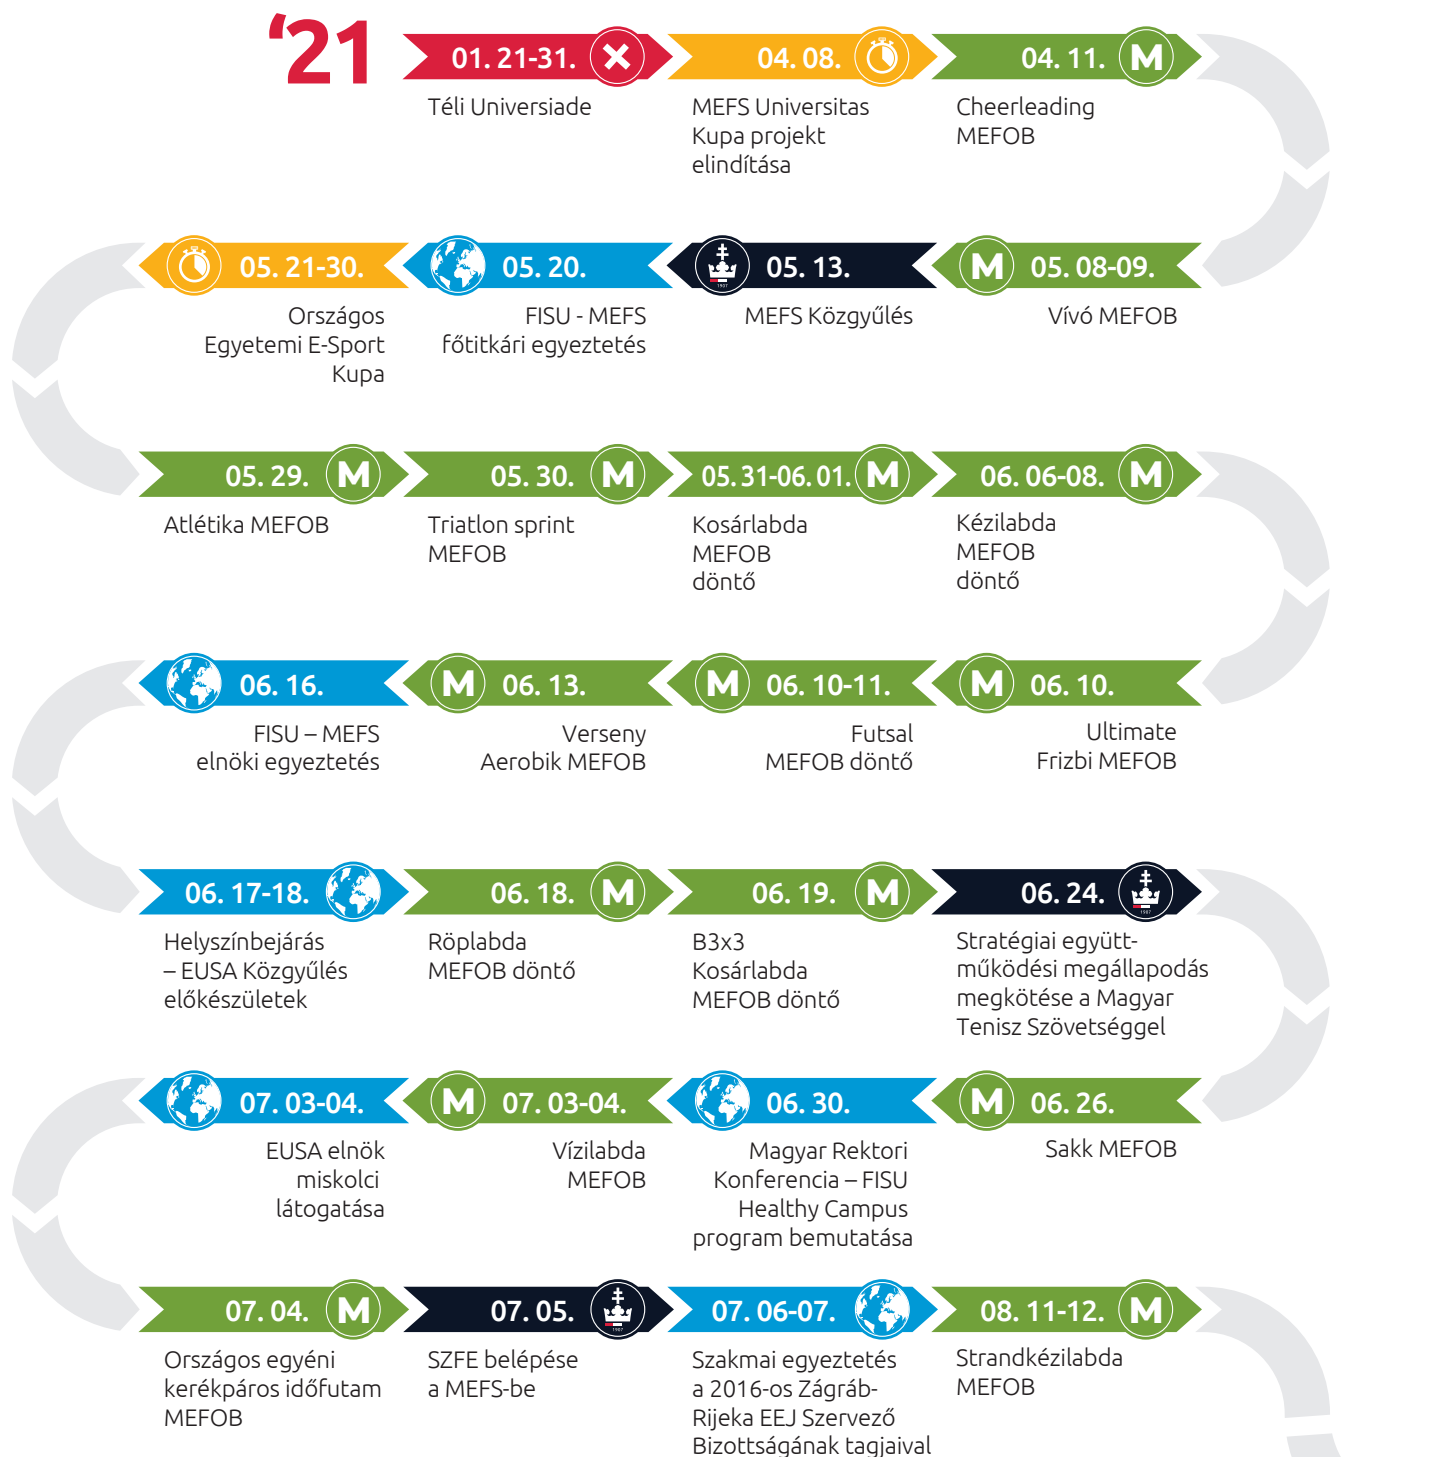 ‘21
01. 21-31.
Téli Universiade
04. 08.
MEFS Universitas
Kupa projekt
elindítása
04. 11.
M
Cheerleading
MEFOB
M
05. 08-09.
Vívó MEFOB
05. 13.
1907
MEFS Közgyűlés
05. 20.
FISU - MEFS
főtitkári egyeztetés
05. 21-30.
Országos
Egyetemi E-Sport
Kupa
05. 29.
M
Atlétika MEFOB
05. 30.
M
Triatlon sprint
MEFOB
05. 31-06. 01.
M
Kosárlabda
MEFOB
döntő
06. 06-08.
M
Kézilabda
MEFOB
döntő
M
06. 10.
Ultimate
Frizbi MEFOB
M
06. 10-11.
Futsal
MEFOB döntő
M
06. 13.
Verseny
Aerobik MEFOB
06. 16.
FISU – MEFS
elnöki egyeztetés
06. 17-18.
Helyszínbejárás
– EUSA Közgyűlés
előkészületek
06. 18.
M
Röplabda
MEFOB döntő
06. 19.
M
B3x3
Kosárlabda
MEFOB döntő
06. 24.
1907
Stratégiai együtt-
működési megállapodás
megkötése a Magyar
Tenisz Szövetséggel
M
06. 26.
Sakk MEFOB
06. 30.
Magyar Rektori
Konferencia – FISU
Healthy Campus
program bemutatása
M
07. 03-04.
Vízilabda
MEFOB
07. 03-04.
EUSA elnök
miskolci
látogatása
07. 04.
M
Országos egyéni
kerékpáros időfutam
MEFOB
07. 05.
1907
SZFE belépése
a MEFS-be
07. 06-07.
Szakmai egyeztetés
a 2016-os Zágráb-
Rijeka EEJ Szervező
Bizottságának tagjaival
08. 11-12.
M
Strandkézilabda
MEFOB